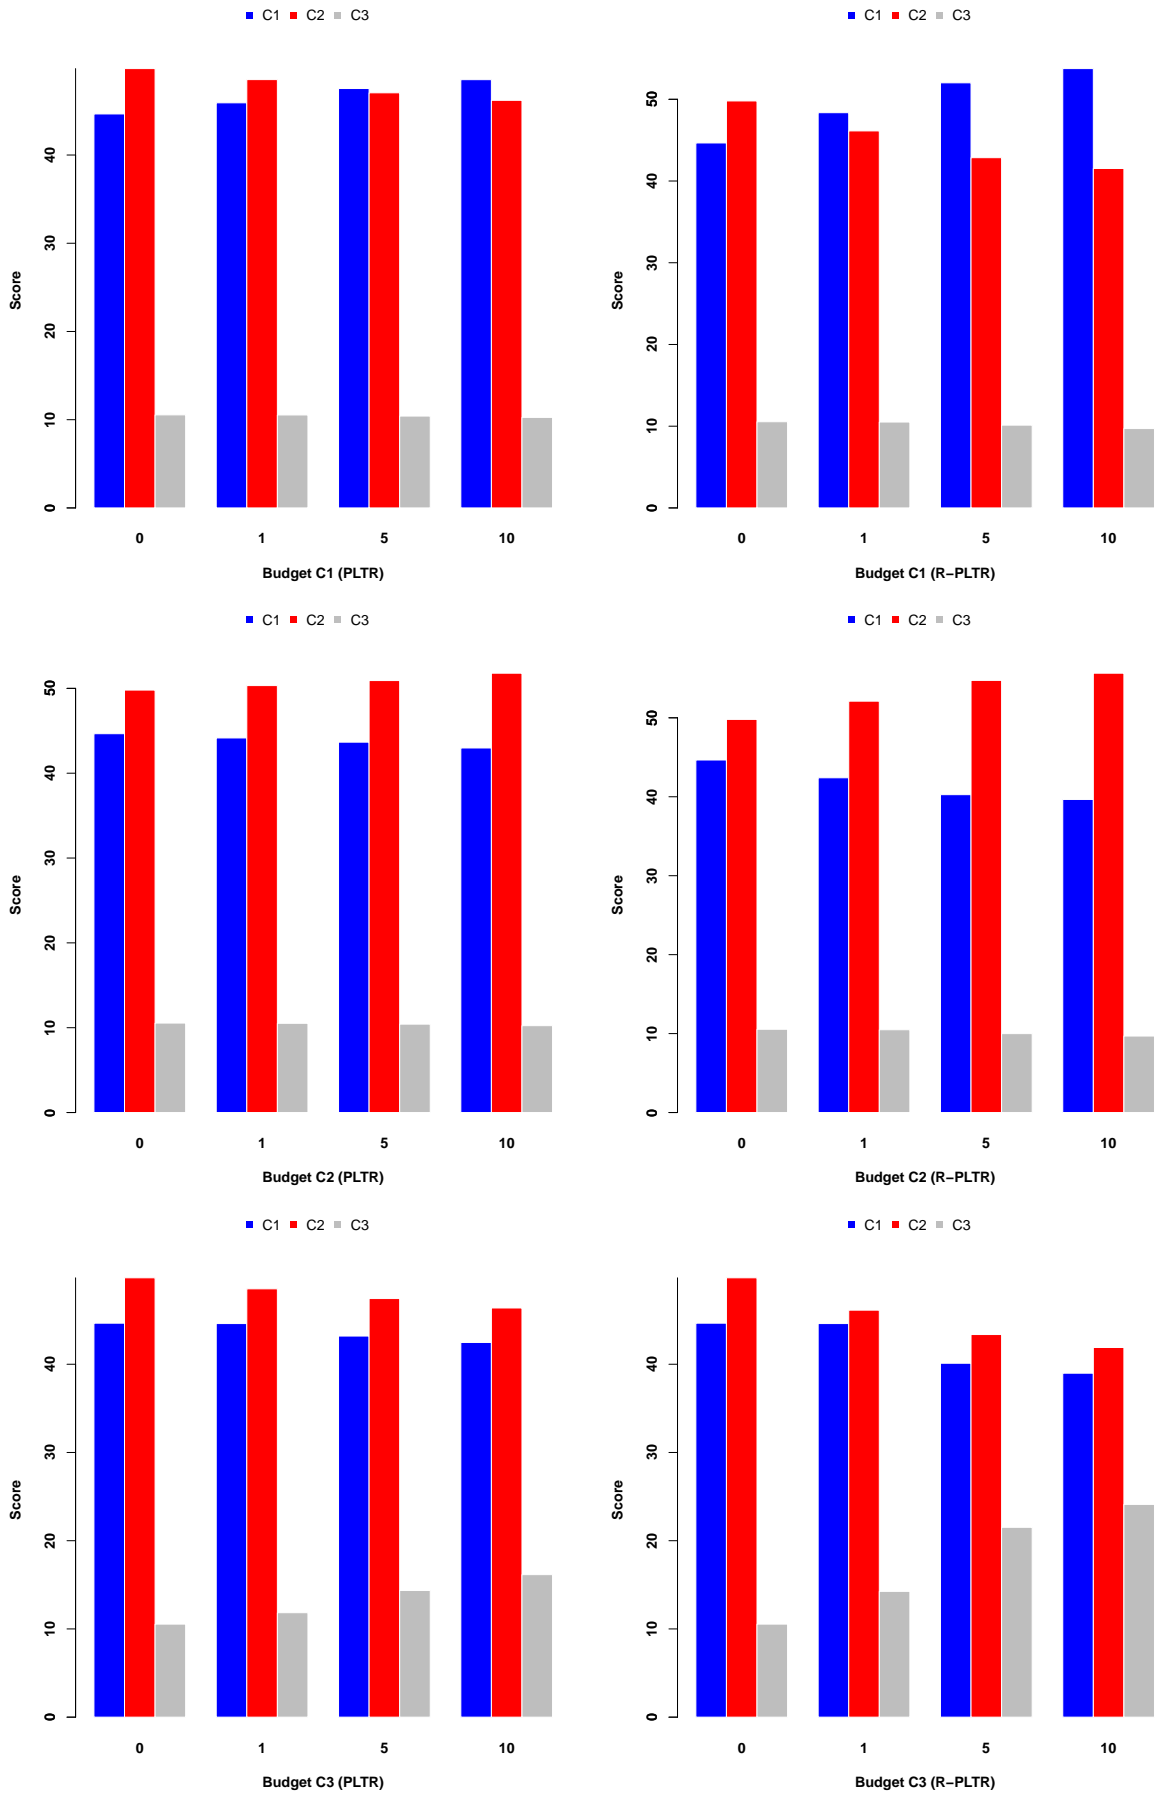 C1 C2 C3
Score
0 10 20 30 40
0 1 5 10
Budget C1 (PLTR)
C1 C2 C3
Score
0 10 20 30 40 50
0 1 5 10
Budget C1 (R−PLTR)
C1 C2 C3
Score
0 10 20 30 40 50
0 1 5 10
Budget C2 (PLTR)
C1 C2 C3
Score
0 10 20 30 40 50
0 1 5 10
Budget C2 (R−PLTR)
C1 C2 C3
Score
0 10 20 30 40
0 1 5 10
Budget C3 (PLTR)
C1 C2 C3
Score
0 10 20 30 40
0 1 5 10
Budget C3 (R−PLTR)